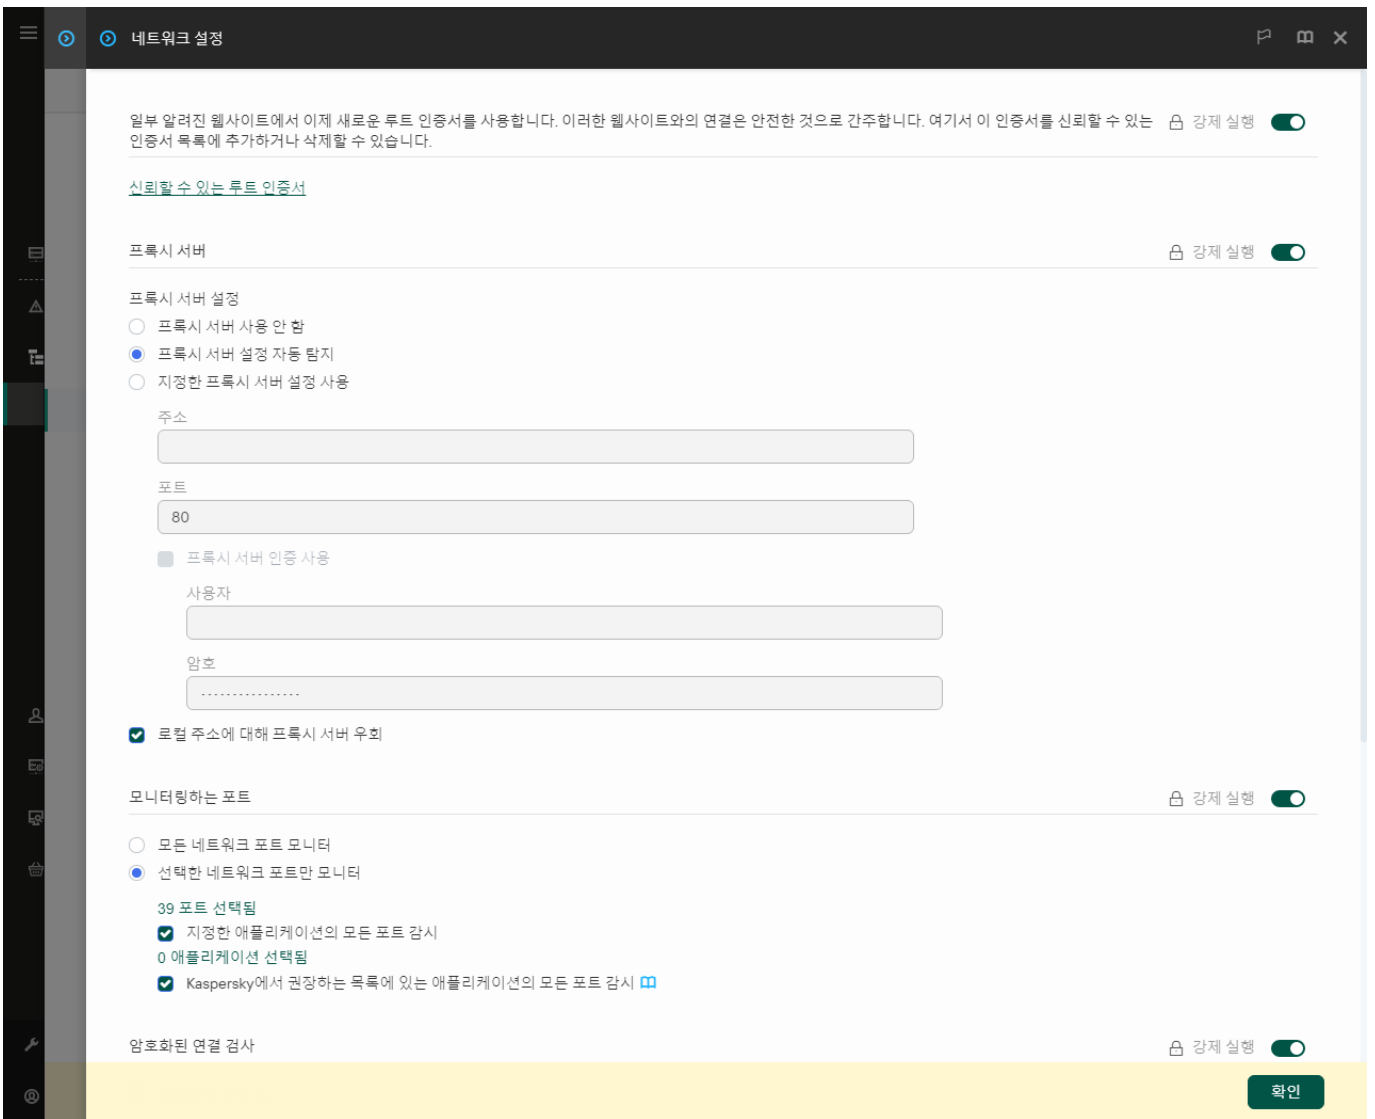 네트워크 설정
일부 알려진 웹사이트에서 이제 새로운 루트 인증서를 사용합니다. 이러한 웹사이트와의 연결은 안전한 것으로 간주합니다. 여기서 이 인증서를 신뢰할 수 있는
인증서 목록에 추가하거나 삭제할 수 있습니다.
강제 실행
신뢰할 수 있는 루트 인증서
프록시 서버
강제 실행
프록시 서버 설정
프록시 서버 사용 안 함
프록시 서버 설정 자동 탐지
지정한 프록시 서버 설정 사용
주소
포트
80
프록시 서버 인증 사용
사용자
암호
로컬 주소에 대해 프록시 서버 우회
모니터링하는 포트
강제 실행
모든 네트워크 포트 모니터
선택한 네트워크 포트만 모니터
39 포트 선택됨
지정한 애플리케이션의 모든 포트 감시
0 애플리케이션 선택됨
Kaspersky에서 권장하는 목록에 있는 애플리케이션의 모든 포트 감시
암호화된 연결 검사
강제 실행
확인